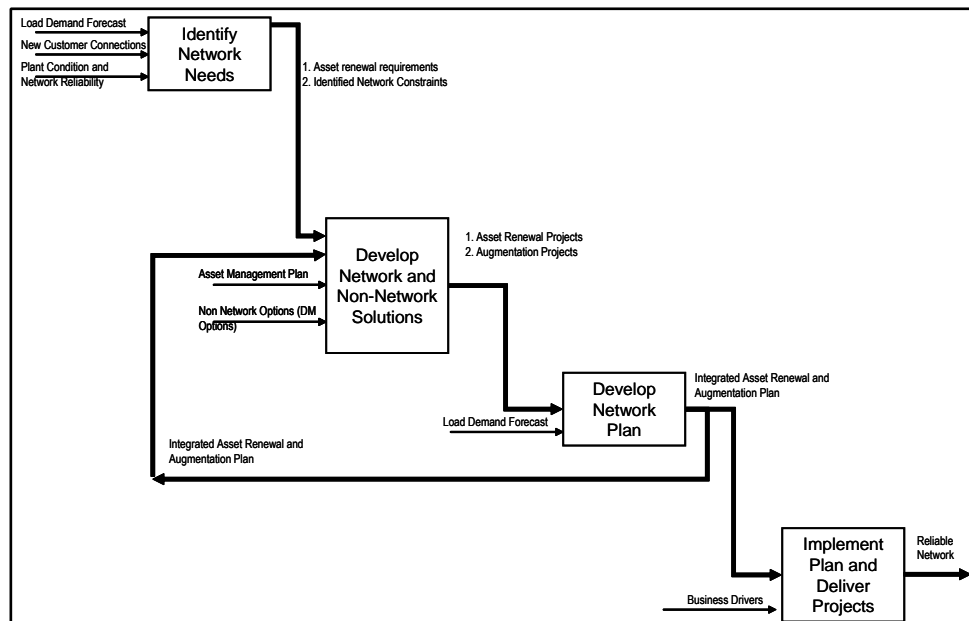 Load Demand Forecast
New Customer Connections
Plant Condition and
Network Reliability
Identify
Network
Needs
1. Asset renewal requirements
2. Identified Network Constraints
Develop
Network and
Non-Network
Solutions
Asset Management Plan
Non Network Options (DM
Options)
1. Asset Renewal Projects
2. Augmentation Projects
Develop
Network
Plan
Load Demand Forecast
Integrated Asset Renewal and
Augmentation Plan
Integrated Asset Renewal and
Augmentation Plan
Implement
Plan and
Deliver
Projects
Business Drivers
Reliable
Network